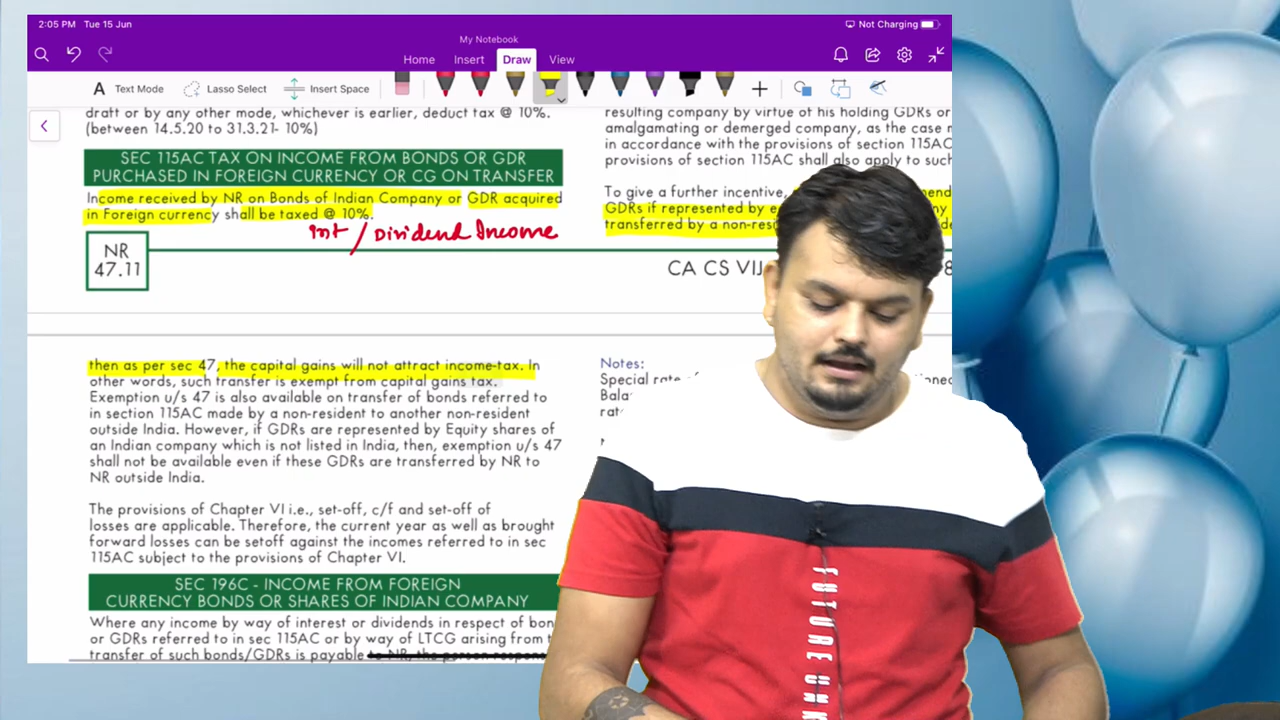 2:05 PM Tue 15 Jun
Not Charging
My Notebook
Home Insert Draw View
Text Mode
Lasso Select
Insert Space
draft or by any other mode, whichever is earlier, deduct tax @ 10%.
(between 14.5.20 to 31.3.21- 10%)
SEC 115AC TAX ON INCOME FROM BONDS OR GDR
PURCHASED IN FOREIGN CURRENCY OR CG ON TRANSFER
Income received by NR on Bonds of Indian Company or GDR acquired
in Foreign currency shall be taxed @ 10%.
Int / Dividend Income
NR
47.11
resulting company by virtue of his holding GDRs or
amalgamating or demerged company, as the case
in accordance with the provisions of section 115AC
provisions of section 115AC shall also apply to such
To give a further incentive,
GDRs if represented by
transferred by a
CA CS
then as per sec 47, the capital gains will not attract income-tax. In
other words, such transfer is exempt from capital gains tax.
Exemption u/s 47 is also available on transfer of bonds referred to
in section 115AC made by a non-resident to another non-resident
outside India. However, if GDRs are represented by Equity shares of
an Indian company which is not listed in India, then, exemption u/s 47
shall not be available even if these GDRs are transferred by NR to
NR outside India.
The provisions of Chapter VI i.e., set-off, c/f and set-off of
losses are applicable. Therefore, the current year as well as brought
forward losses can be setoff against the incomes referred to in sec
115AC subject to the provisions of Chapter VI.
SEC 196C - INCOME FROM FOREIGN
CURRENCY BONDS OR SHARES OF INDIAN COMPANY
Where any income by way of interest or dividends in respect of
or GDRs referred to in sec 115AC or by way of LTCG arising from
transfer of such bonds/GDRs is payable to NR, the person
Notes:
Special rate
FUTURE